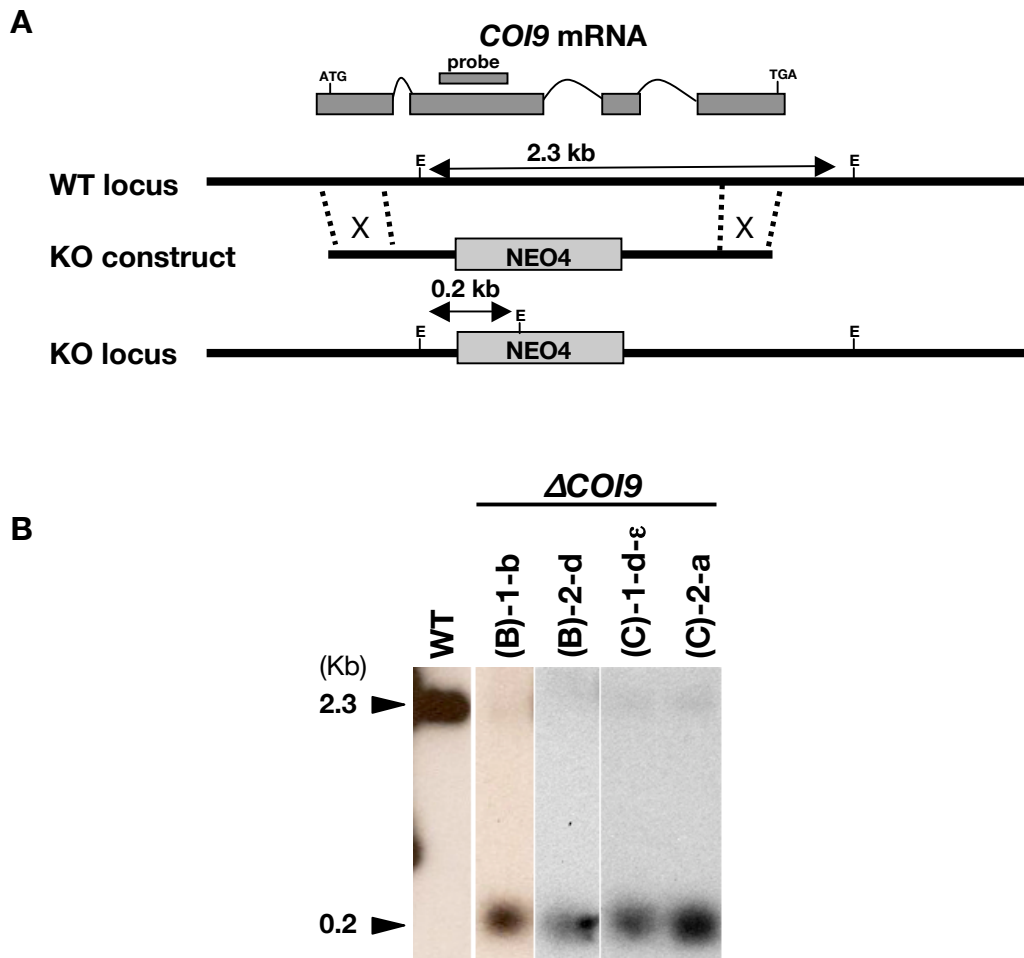 A
COI9 mRNA
probe
ATG
TGA
E
2.3 kb
E
WT locus
X
X
KO construct
NEO4
0.2 kb
E
E
E
KO locus
NEO4
ΔCOI9
B
WT
(B)-1-b
(B)-2-d
(C)-1-d-ε
(C)-2-a
(Kb)
2.3
0.2